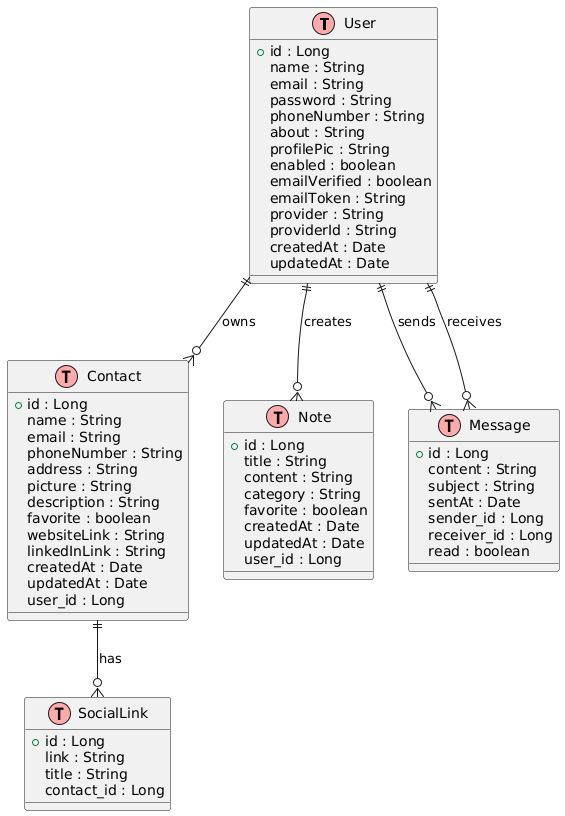 T User
id : Long
name : String
email : String
password : String
phoneNumber : String
about : String
profilePic : String
enabled : boolean
emailVerified : boolean
emailToken : String
provider : String
providerId : String
createdAt : Date
updatedAt : Date
owns
creates
sends
receives
T Contact
id : Long
name : String
email : String
phoneNumber : String
address : String
picture : String
description : String
favorite : boolean
websiteLink : String
linkedInLink : String
createdAt : Date
updatedAt : Date
user_id : Long
T Note
id : Long
title : String
content : String
category : String
favorite : boolean
createdAt : Date
updatedAt : Date
user_id : Long
T Message
id : Long
content : String
subject : String
sentAt : Date
sender_id : Long
receiver_id : Long
read : boolean
has
T SocialLink
id : Long
link : String
title : String
contact_id : Long